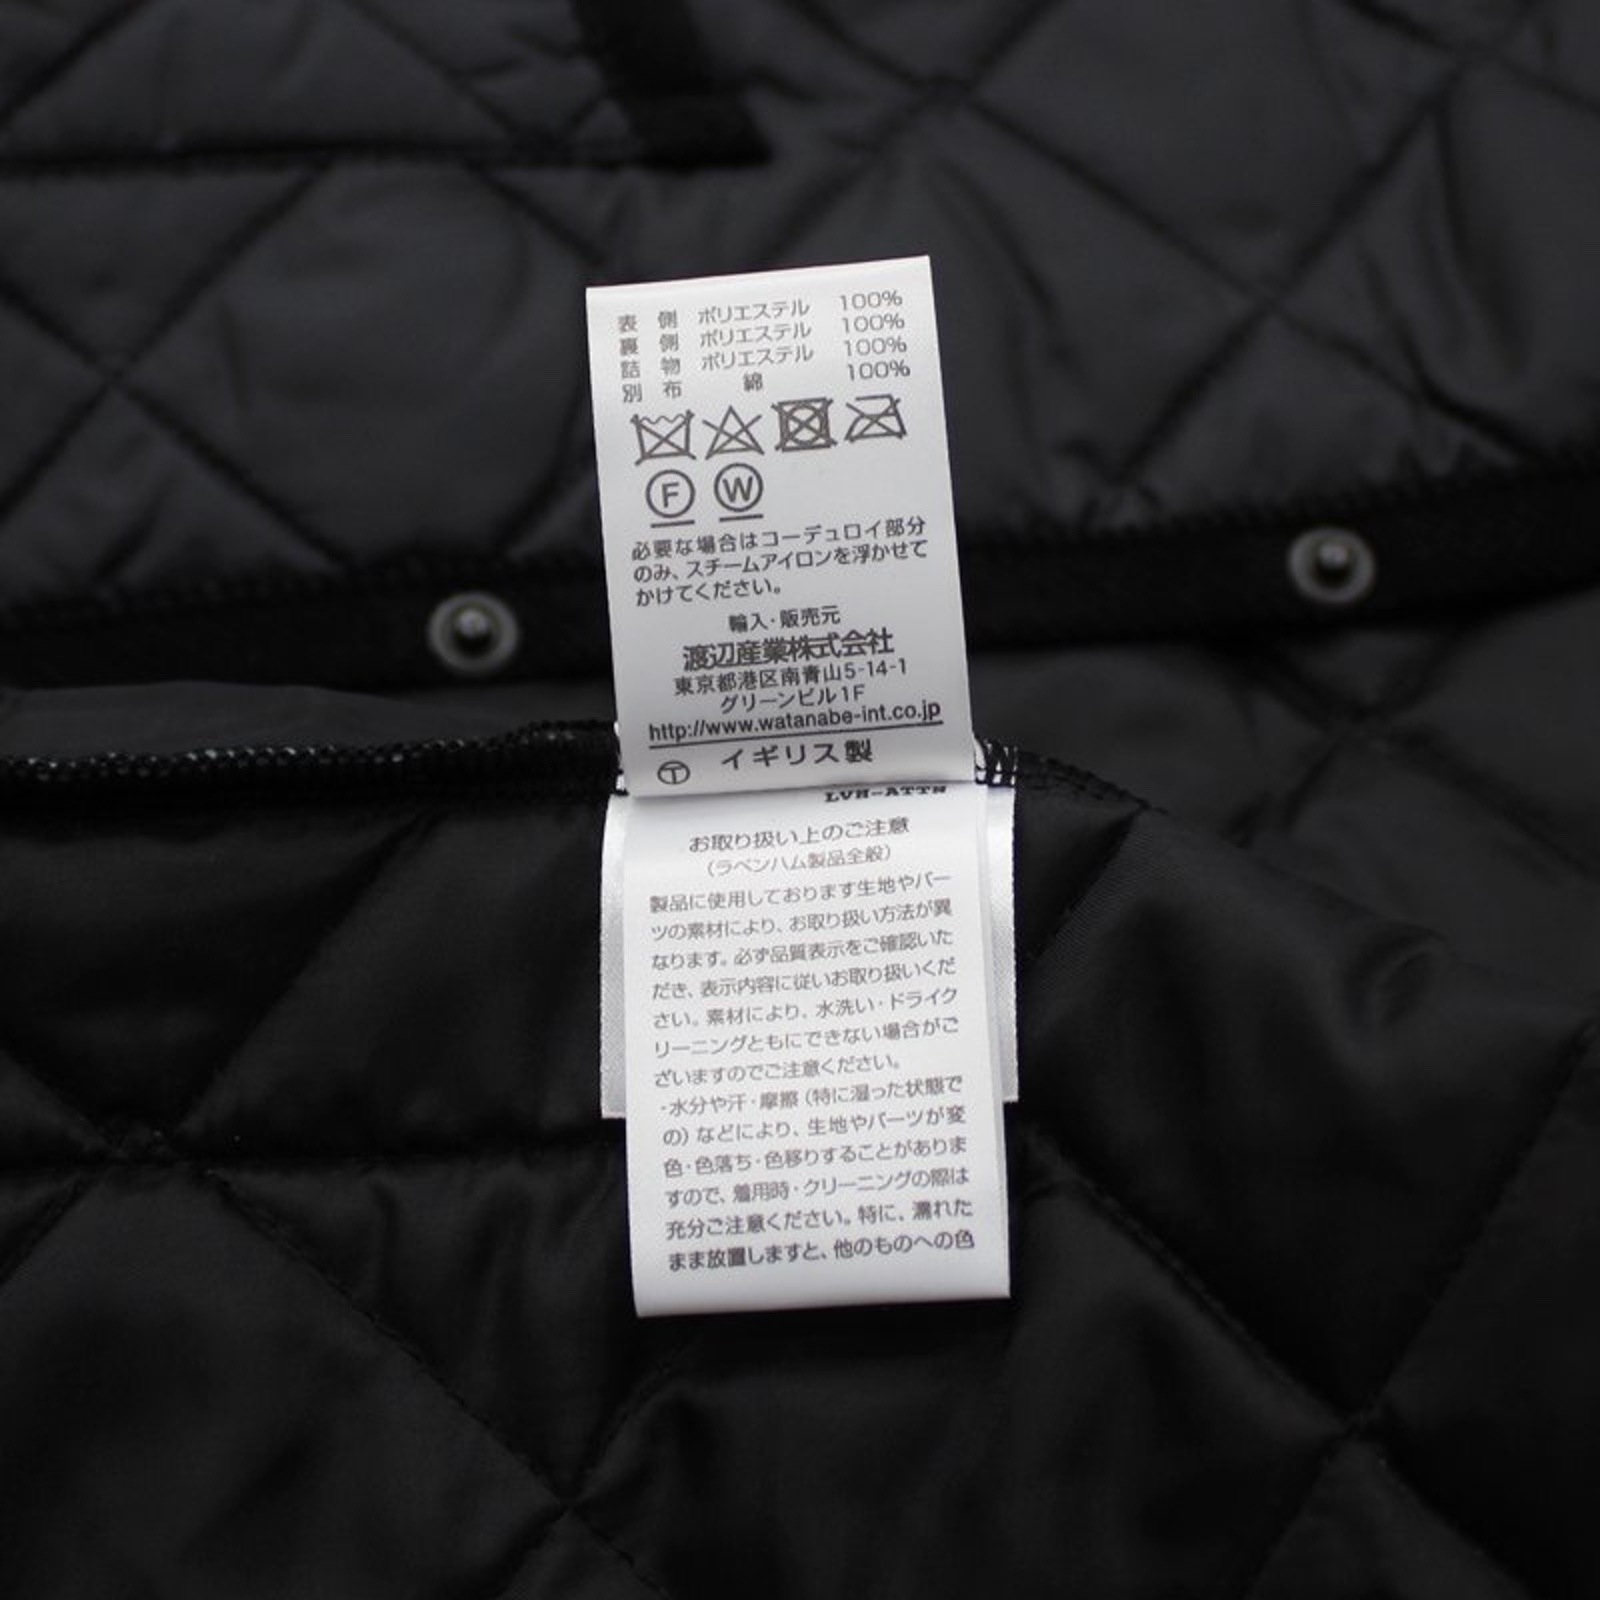 表側 ポリエステル 100%
裏側 ポリエステル 100%
詰物 ポリエステル 100%
別布 綿 100%
F W
必要な場合はコーデュロイ部分
のみ、スチームアイロンを浮かせて
かけてください。
輸入・販売元
渡辺産業株式会社
東京都港区南青山5-14-1
グリーンビル1F
http://www.watanabe-int.co.jp
T イギリス製
LVN-ATTN
お取り扱い上のご注意
（ラベンハム製品全般）
製品に使用しております生地やパー
ツの素材により、お取り扱い方法が異
なります。必ず品質表示をご確認いた
だき、表示内容に従いお取り扱いくだ
さい。素材により、水洗い・ドライク
リーニングともにできない場合がご
ざいますのでご注意ください。
・水分や汗・摩擦（特に湿った状態で
の）などにより、生地やパーツが変
色・色落ち・色移りすることがありま
すので、着用時・クリーニングの際は
充分ご注意ください。特に、濡れた
まま放置しますと、他のものへの色